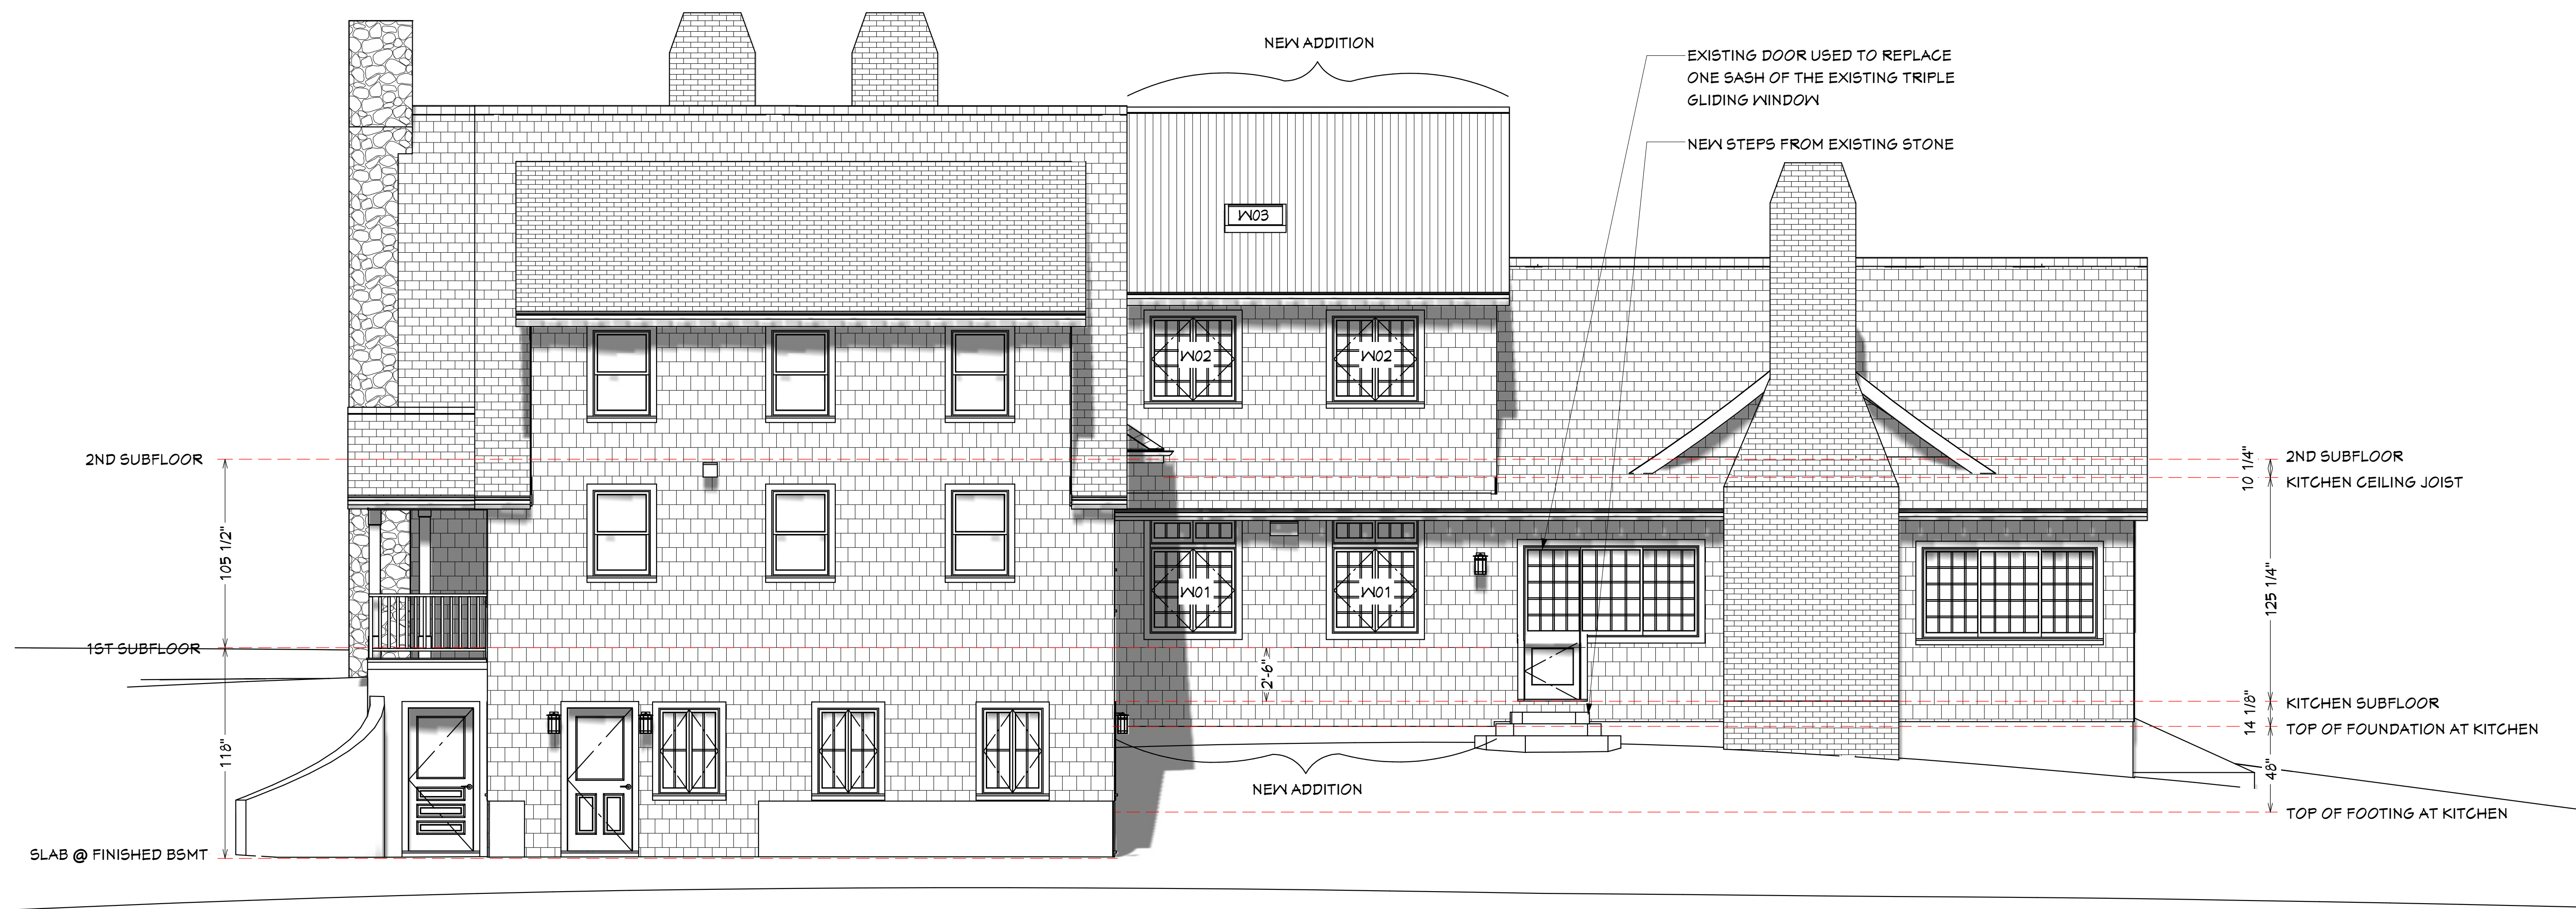 NEW ADDITION
EXISTING DOOR USED TO REPLACE
ONE SASH OF THE EXISTING TRIPLE
GLIDING WINDOW
NEW STEPS FROM EXISTING STONE
W03
W02
W02
2ND SUBFLOOR
105 1/2"
1ST SUBFLOOR
118"
SLAB @ FINISHED BSMT
W01
W01
2'-6"
NEW ADDITION
10 1/4"
2ND SUBFLOOR
KITCHEN CEILING JOIST
125 1/4"
KITCHEN SUBFLOOR
14 1/8"
TOP OF FOUNDATION AT KITCHEN
48"
TOP OF FOOTING AT KITCHEN